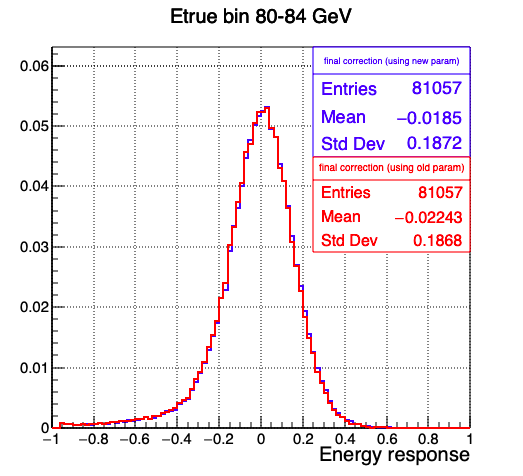 Etrue bin 80-84 GeV
final correction (using new param)
Entries 81057
Mean −0.0185
Std Dev 0.1872
final correction (using old param)
Entries 81057
Mean −0.02243
Std Dev 0.1868
0.06
0.05
0.04
0.03
0.02
0.01
0
−1 −0.8 −0.6 −0.4 −0.2 0 0.2 0.4 0.6 0.8 1
Energy response